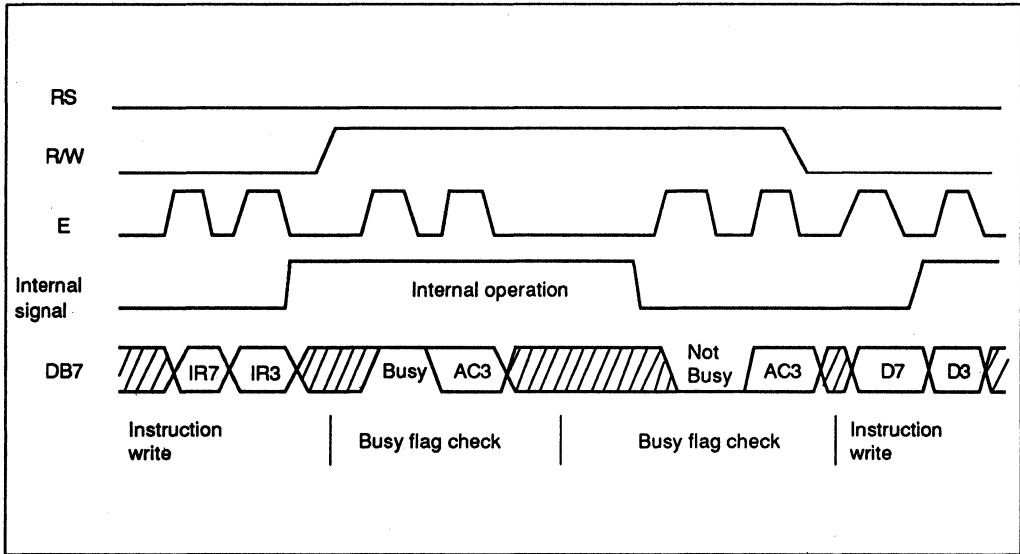 RS
R/W
E
Internal
signal
Internal operation
DB7
IR7
IR3
Busy
AC3
Not
Busy
AC3
D7
D3
Instruction
write
Busy flag check
Busy flag check
Instruction
write